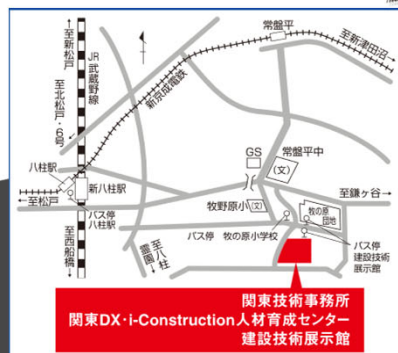 至新松戸
JR武蔵野線
至北松戸・6号
常盤平
至新津田沼
新京成電鉄
GS
常盤平中
(文)
八柱駅
新八柱駅
至松戸
バス停
八柱駅
至西船橋
至八柱
霊園
牧野原小
(文)
至鎌ヶ谷
牧の原
団地
バス停 牧の原小学校
バス停
建設技術
展示館
関東技術事務所
関東DX・i-Construction人材育成センター
建設技術展示館